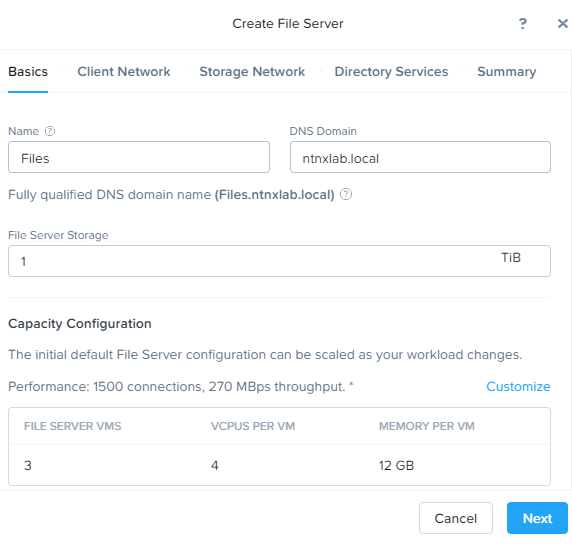 Create File Server
? ×
Basics Client Network Storage Network Directory Services Summary
Name ? DNS Domain
Files ntnxlab.local
Fully qualified DNS domain name (Files.ntnxlab.local) ?
File Server Storage
1 TiB
Capacity Configuration
The initial default File Server configuration can be scaled as your workload changes.
Performance: 1500 connections, 270 MBps throughput. * Customize
FILE SERVER VMS VCPUS PER VM MEMORY PER VM
3 4 12 GB
Cancel Next